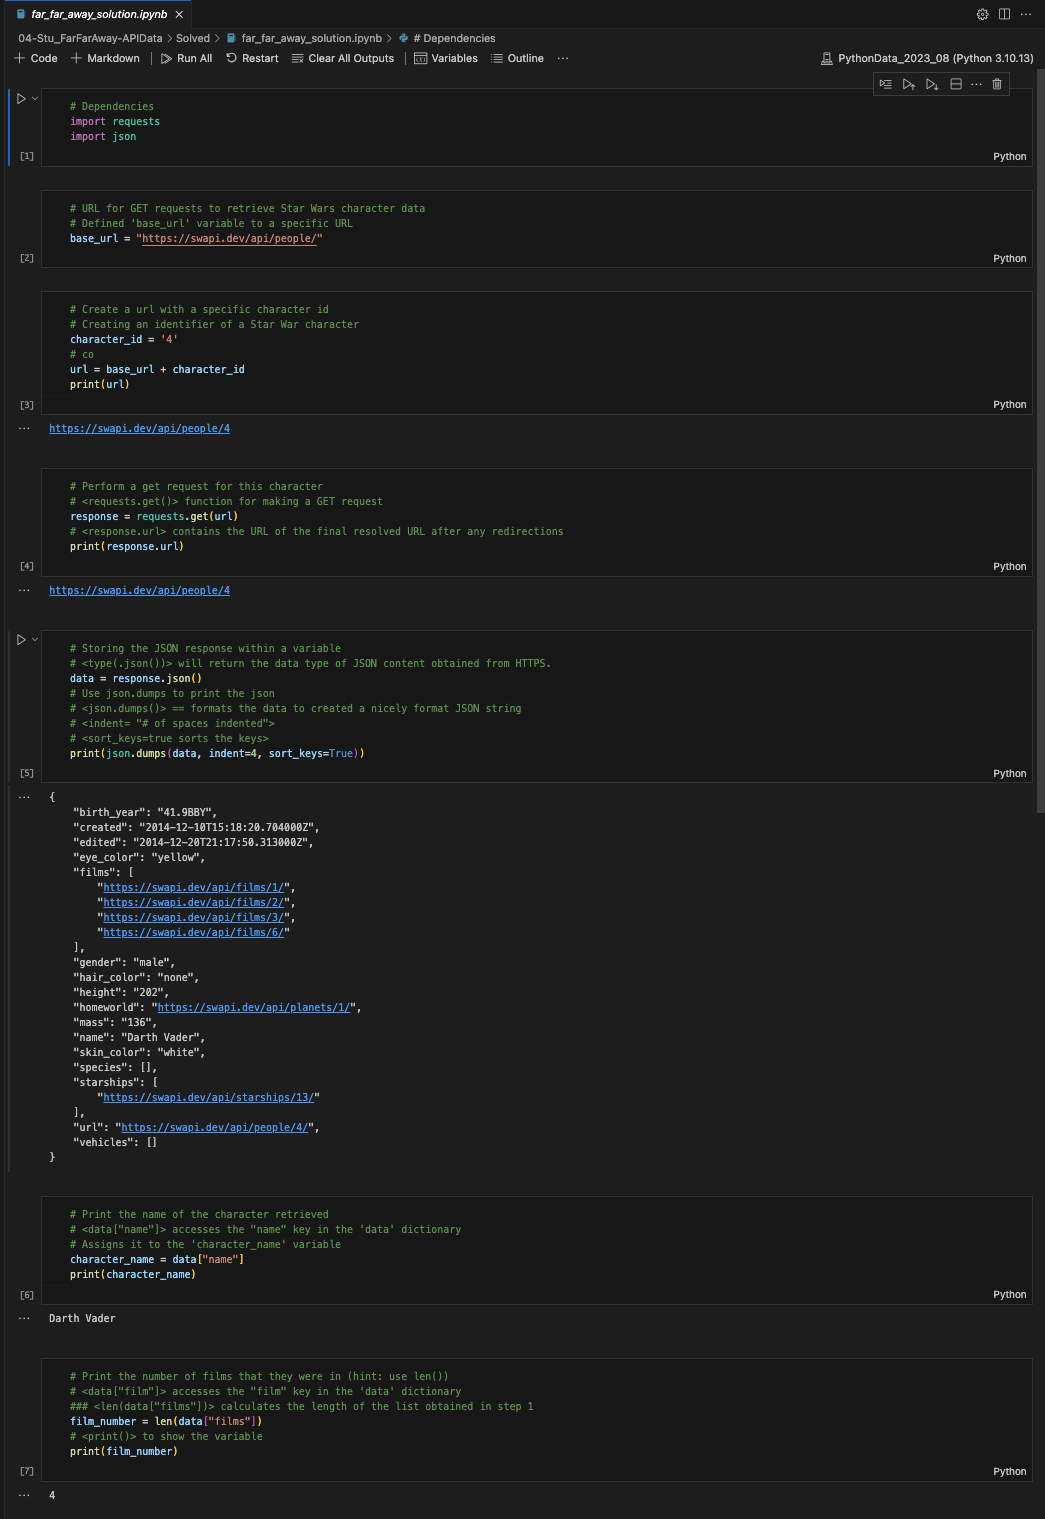 far_far_away_solution.ipynb
04-Stu_FarFarAway-APIData > Solved > far_far_away_solution.ipynb > # Dependencies
+ Code + Markdown | Run All Restart Clear All Outputs | Variables Outline ... PythonData_2023_08 (Python 3.10.13)
# Dependencies
import requests
import json
[1] Python
# URL for GET requests to retrieve Star Wars character data
# Defined 'base_url' variable to a specific URL
base_url = "https://swapi.dev/api/people/"
[2] Python
# Create a url with a specific character id
# Creating an identifier of a Star War character
character_id = '4'
# co
url = base_url + character_id
print(url)
[3] Python
... https://swapi.dev/api/people/4
# Perform a get request for this character
# <requests.get()> function for making a GET request
response = requests.get(url)
# <response.url> contains the URL of the final resolved URL after any redirections
print(response.url)
[4] Python
... https://swapi.dev/api/people/4
# Storing the JSON response within a variable
# <type(.json())> will return the data type of JSON content obtained from HTTPS.
data = response.json()
# Use json.dumps to print the json
# <json.dumps()> == formats the data to created a nicely format JSON string
# <indent= "# of spaces indented">
# <sort_keys=true sorts the keys>
print(json.dumps(data, indent=4, sort_keys=True))
[5] Python
... {
"birth_year": "41.9BBY",
"created": "2014-12-10T15:18:20.704000Z",
"edited": "2014-12-20T21:17:50.313000Z",
"eye_color": "yellow",
"films": [
"https://swapi.dev/api/films/1/",
"https://swapi.dev/api/films/2/",
"https://swapi.dev/api/films/3/",
"https://swapi.dev/api/films/6/"
],
"gender": "male",
"hair_color": "none",
"height": "202",
"homeworld": "https://swapi.dev/api/planets/1/",
"mass": "136",
"name": "Darth Vader",
"skin_color": "white",
"species": [],
"starships": [
"https://swapi.dev/api/starships/13/"
],
"url": "https://swapi.dev/api/people/4/",
"vehicles": []
}
# Print the name of the character retrieved
# <data["name"]> accesses the "name" key in the 'data' dictionary
# Assigns it to the 'character_name' variable
character_name = data["name"]
print(character_name)
[6] Python
... Darth Vader
# Print the number of films that they were in (hint: use len())
# <data["film"]> accesses the "film" key in the 'data' dictionary
### <len(data["films"])> calculates the length of the list obtained in step 1
film_number = len(data["films"])
# <print()> to show the variable
print(film_number)
[7] Python
... 4